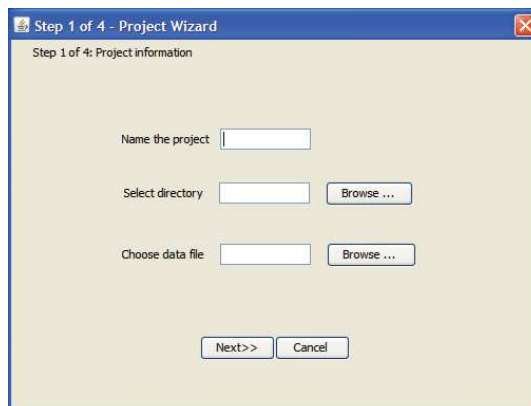 Step 1 of 4 - Project Wizard
Step 1 of 4: Project information
Name the project
Select directory Browse ...
Choose data file Browse ...
Next>> Cancel